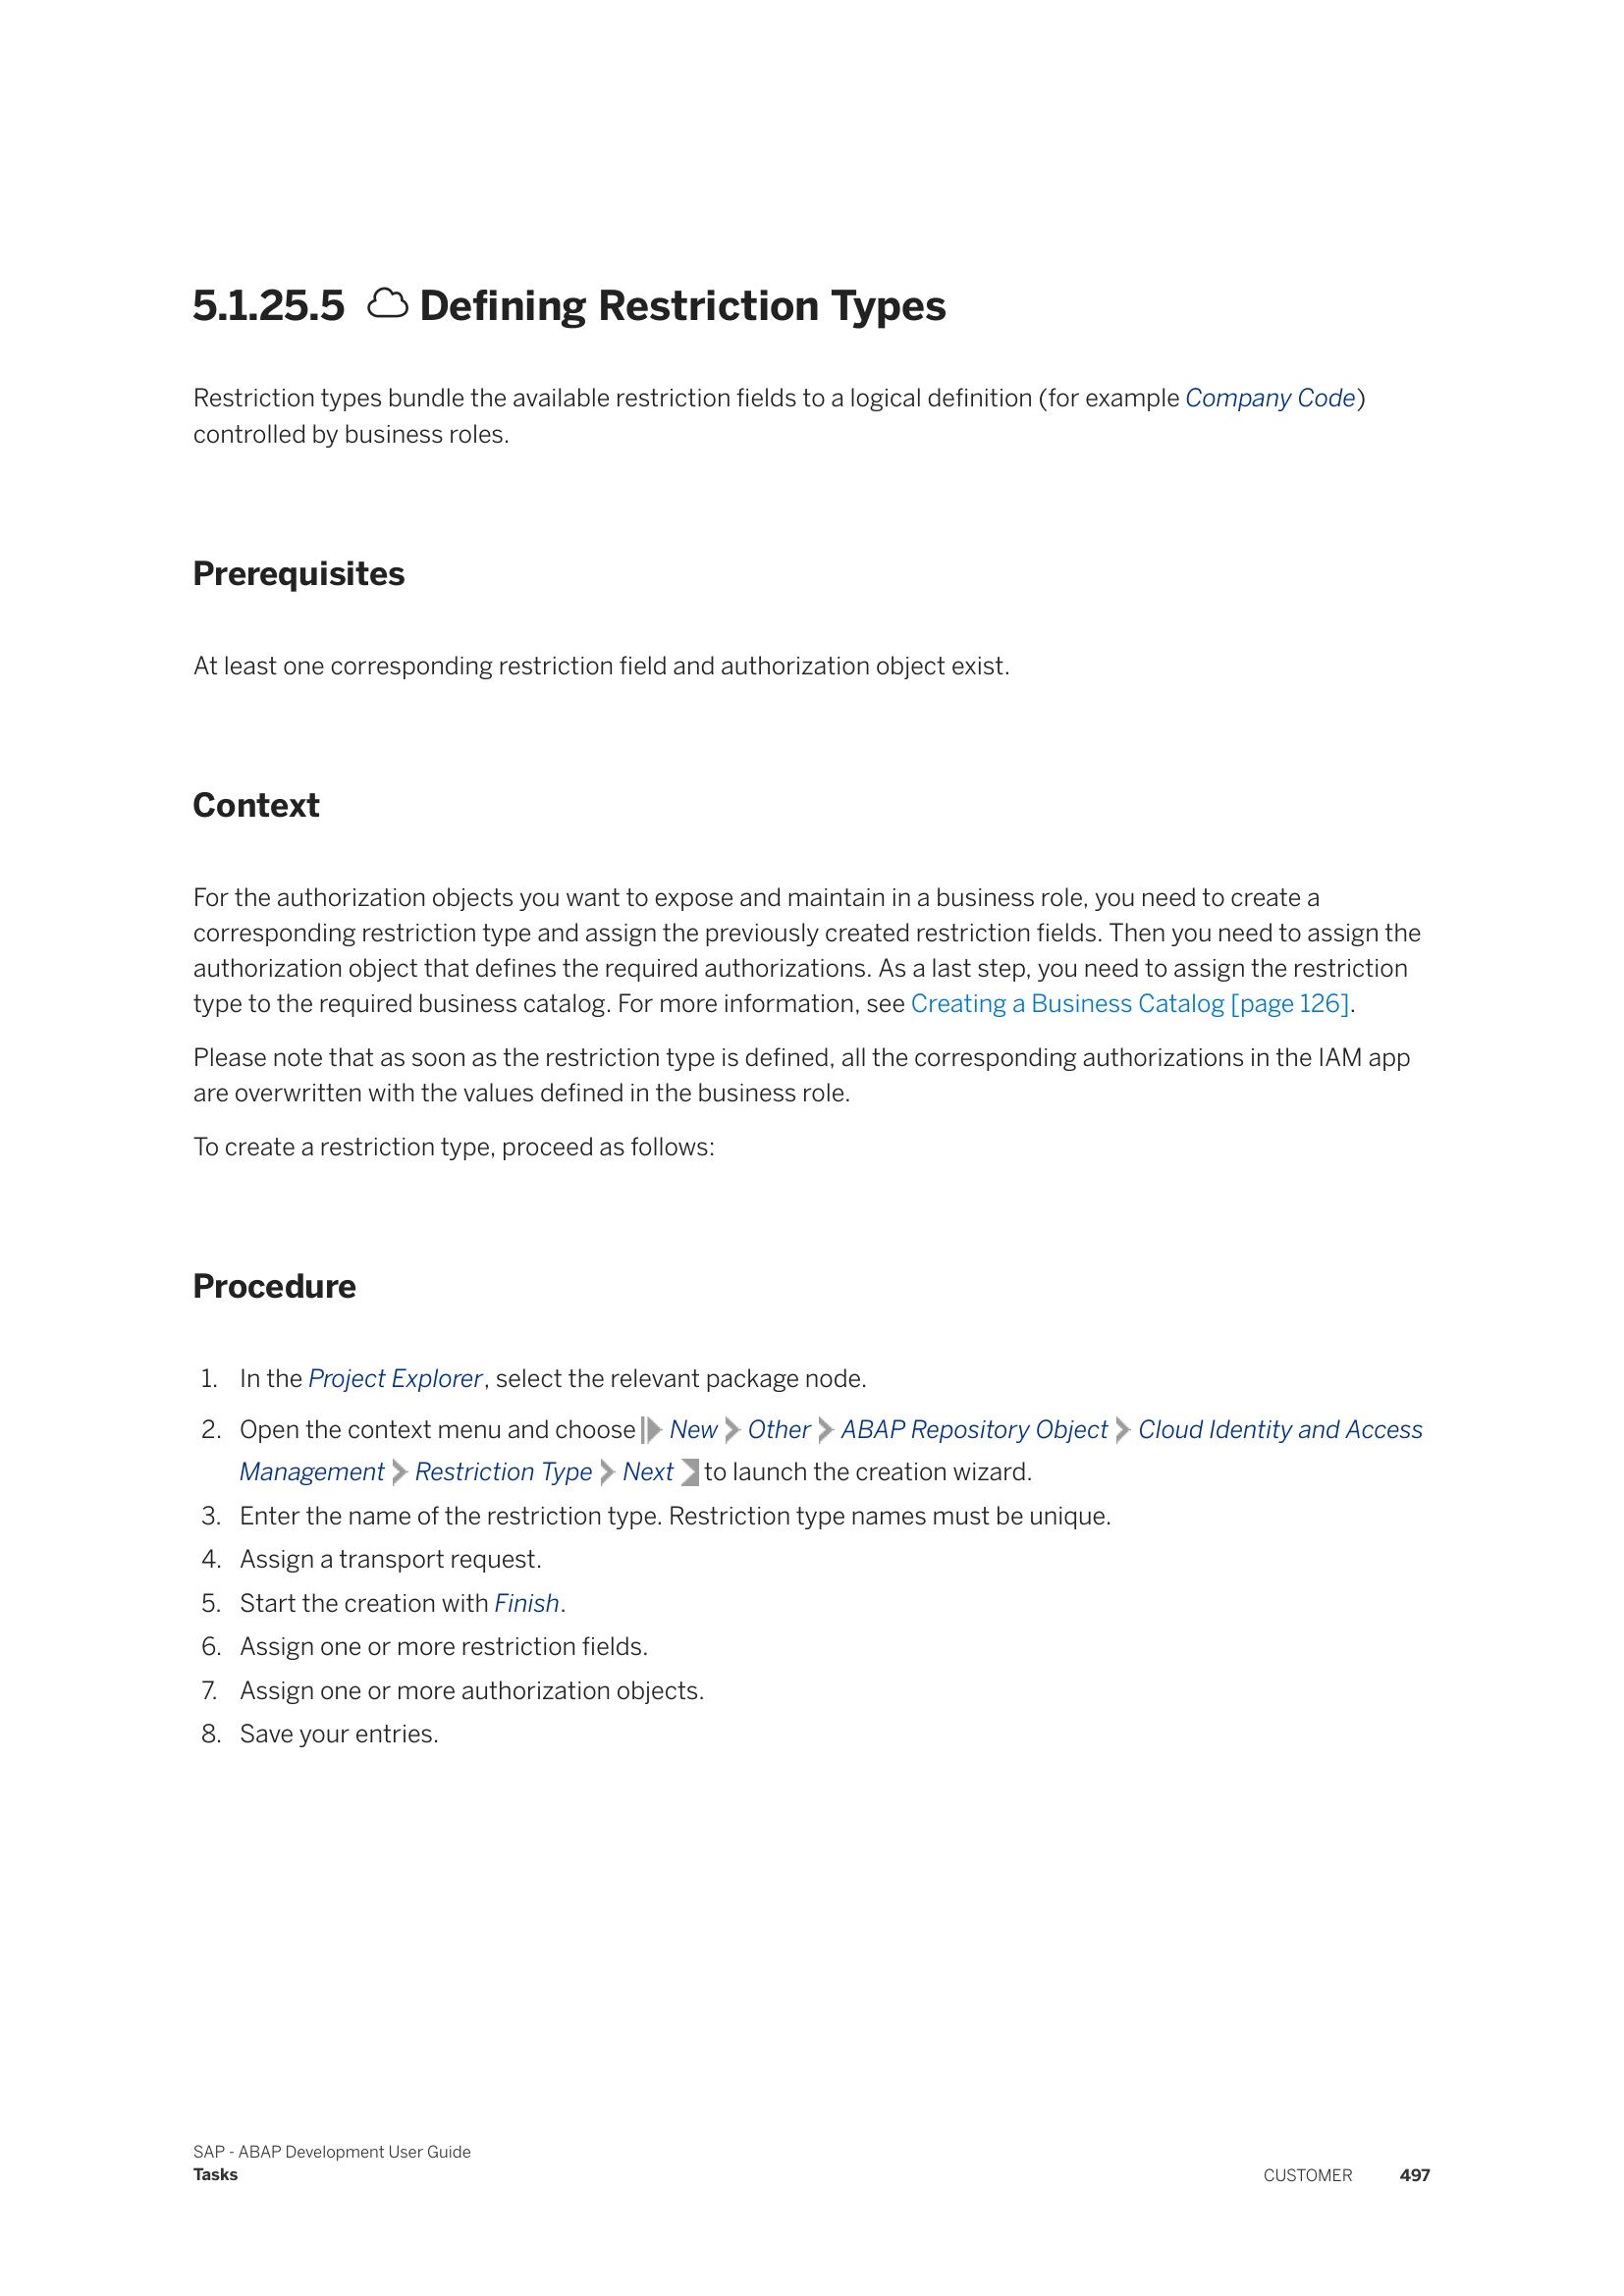 5.1.25.5 Defining Restriction Types
Restriction types bundle the available restriction fields to a logical definition (for example Company Code)
controlled by business roles.
Prerequisites
At least one corresponding restriction field and authorization object exist.
Context
For the authorization objects you want to expose and maintain in a business role, you need to create a
corresponding restriction type and assign the previously created restriction fields. Then you need to assign the
authorization object that defines the required authorizations. As a last step, you need to assign the restriction
type to the required business catalog. For more information, see Creating a Business Catalog [page 126].
Please note that as soon as the restriction type is defined, all the corresponding authorizations in the IAM app
are overwritten with the values defined in the business role.
To create a restriction type, proceed as follows:
Procedure
1. In the Project Explorer, select the relevant package node.
2. Open the context menu and choose New Other ABAP Repository Object Cloud Identity and Access
Management Restriction Type Next to launch the creation wizard.
3. Enter the name of the restriction type. Restriction type names must be unique.
4. Assign a transport request.
5. Start the creation with Finish.
6. Assign one or more restriction fields.
7. Assign one or more authorization objects.
8. Save your entries.
SAP - ABAP Development User Guide
Tasks
CUSTOMER 497